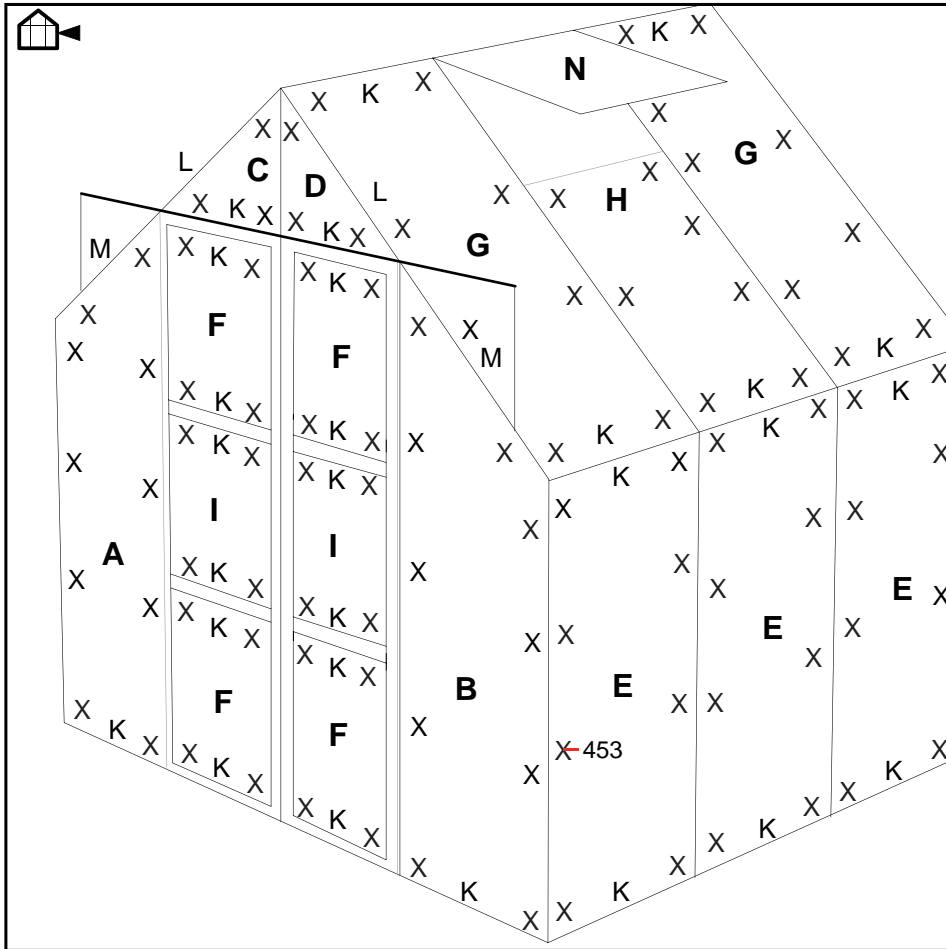 X K X
N
X K X
X
X X X
L C X G
X X
D L X X H
X K X X K X X X X
M X X K X G
X K X
X X X X
X F X X X
X F M X K
X X
X K X X K X X K
X K X X X K X X K X
X K X X X
X X K X K X
X
I X X X X
A I
X X K X X X
X E X
X X K X X K X
X X E X
X K X X
F B E X X
X K X F X
X K X X 453 X
X K
X K X X X
X K
X X
K K
X X